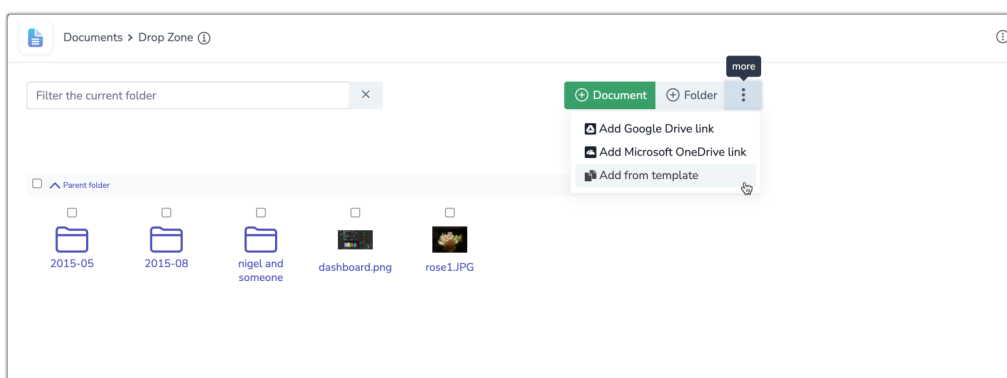 Documents > Drop Zone
more
Filter the current folder
Document
Folder
Add Google Drive link
Add Microsoft OneDrive link
Add from template
Parent folder
2015-05
2015-08
nigel and
someone
dashboard.png
rose1.JPG